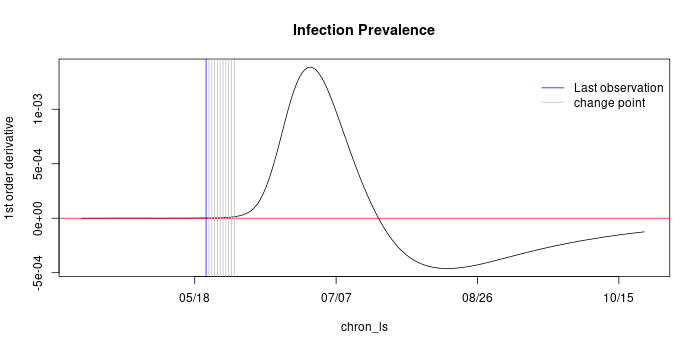 Infection Prevalence
1st order derivative
1e-03
5e-04
0e+00
-5e-04
Last observation
change point
05/18
07/07
08/26
10/15
chron_ls